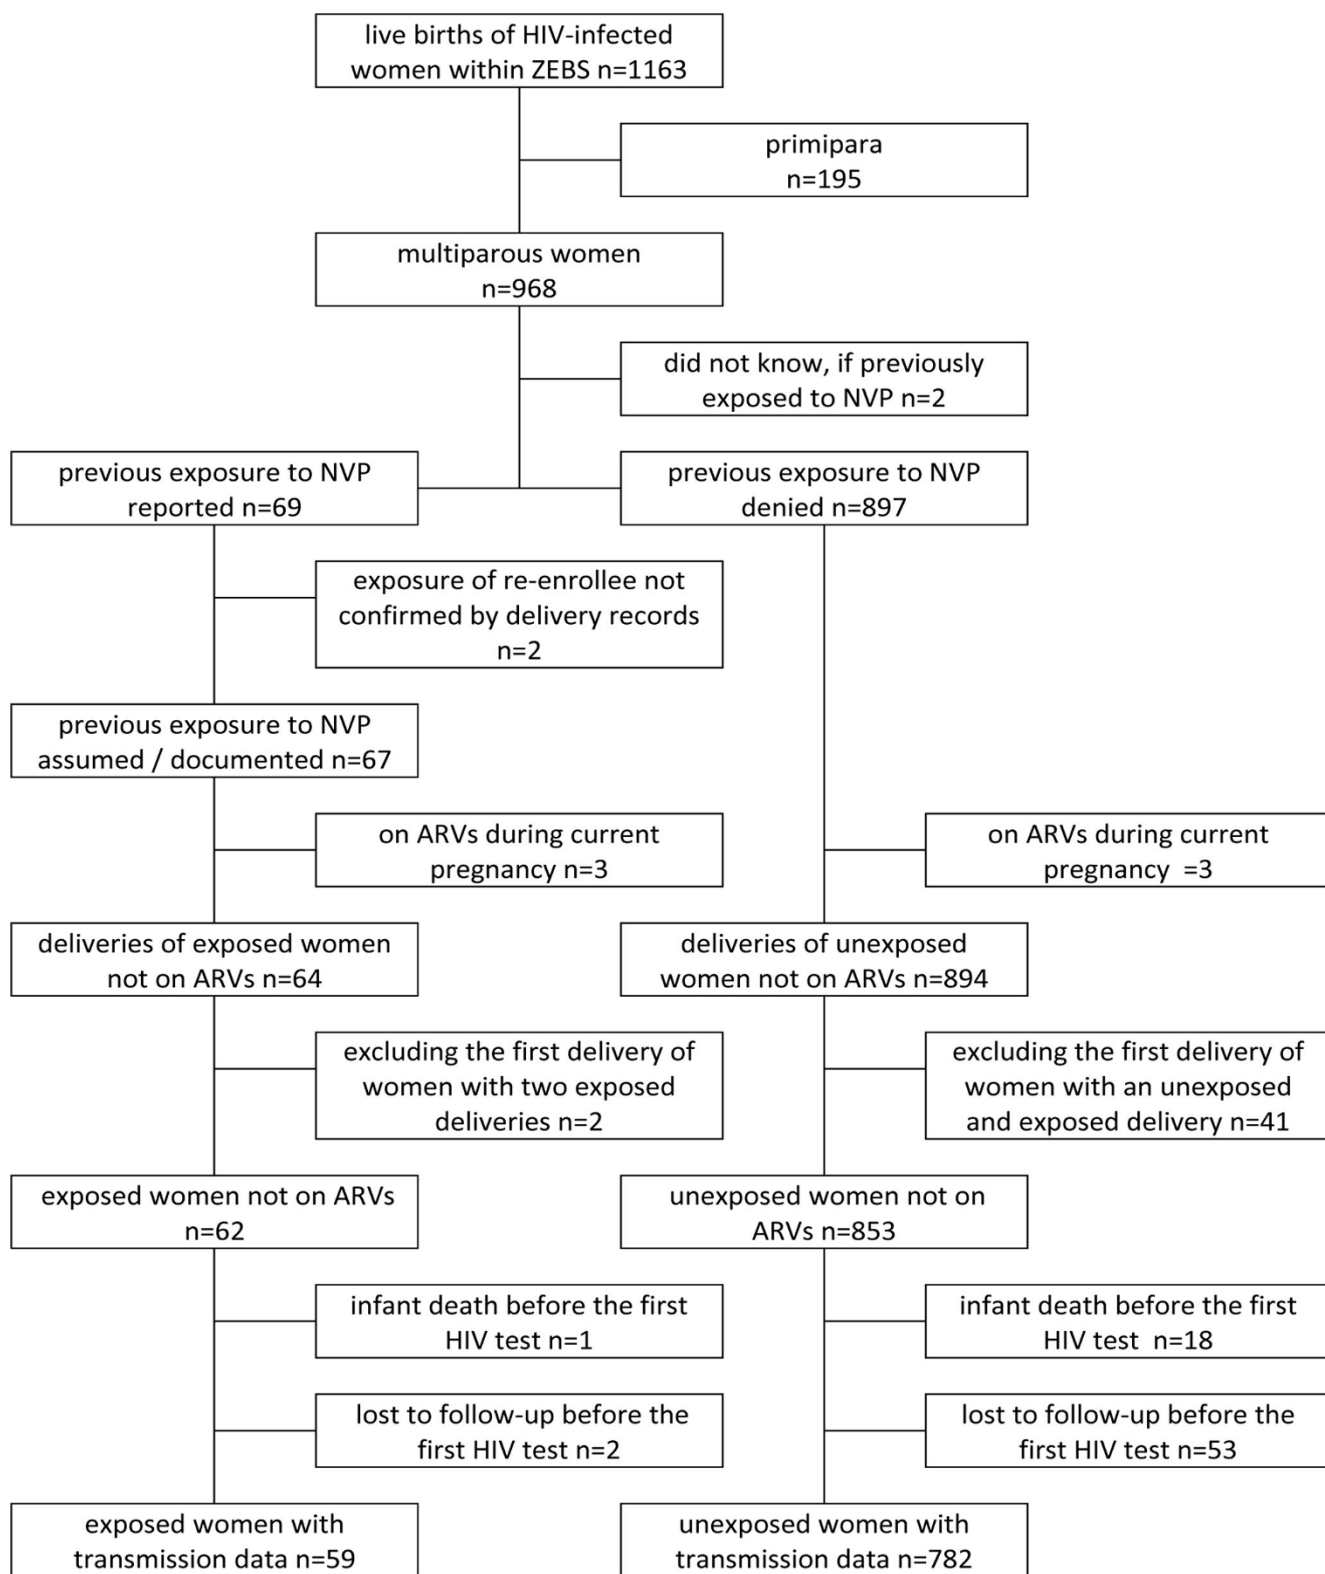 live births of HIV-infected
women within ZEBS n=1163
primipara
n=195
multiparous women
n=968
did not know, if previously
exposed to NVP n=2
previous exposure to NVP
reported n=69
previous exposure to NVP
denied n=897
exposure of re-enrollee not
confirmed by delivery records
n=2
previous exposure to NVP
assumed / documented n=67
on ARVs during current
pregnancy n=3
on ARVs during current
pregnancy =3
deliveries of exposed women
not on ARVs n=64
deliveries of unexposed
women not on ARVs n=894
excluding the first delivery of
women with two exposed
deliveries n=2
excluding the first delivery of
women with an unexposed
and exposed delivery n=41
exposed women not on ARVs
n=62
unexposed women not on
ARVs n=853
infant death before the first
HIV test n=1
infant death before the first
HIV test n=18
lost to follow-up before the
first HIV test n=2
lost to follow-up before the
first HIV test n=53
exposed women with
transmission data n=59
unexposed women with
transmission data n=782